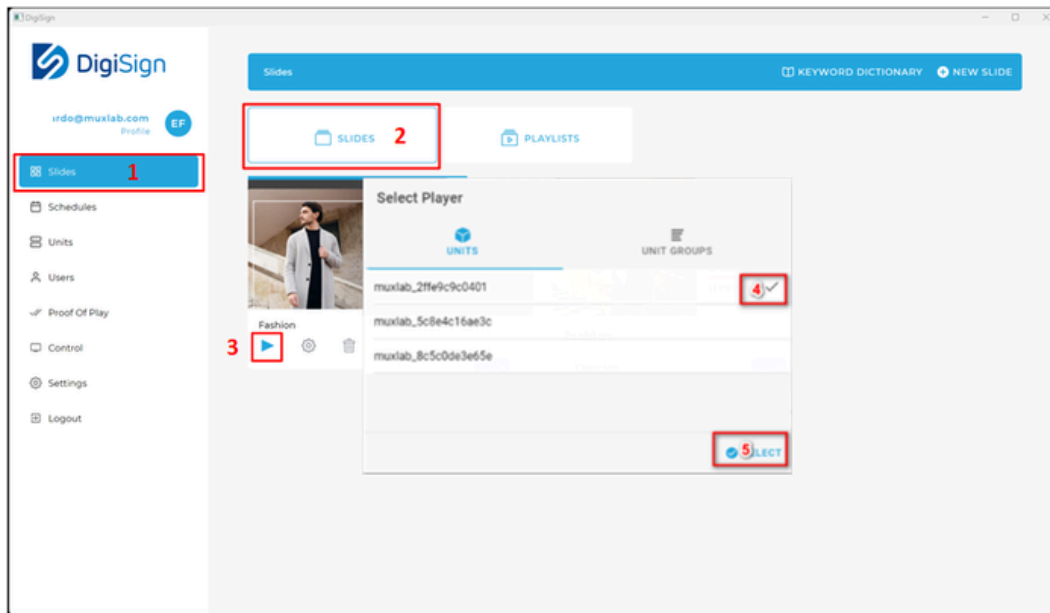 DigiSign
DigiSign
ırdo@muxlab.com
Profile
EF
Slides
1
Schedules
Units
Users
Proof Of Play
Control
Settings
Logout
Slides
KEYWORD DICTIONARY
NEW SLIDE
SLIDES
2
PLAYLISTS
Fashion
3
Select Player
UNITS
UNIT GROUPS
muxlab_2ffe9c9c0401
4
muxlab_5c8e4c16ae3c
muxlab_8c5c0de3e65e
5
LECT